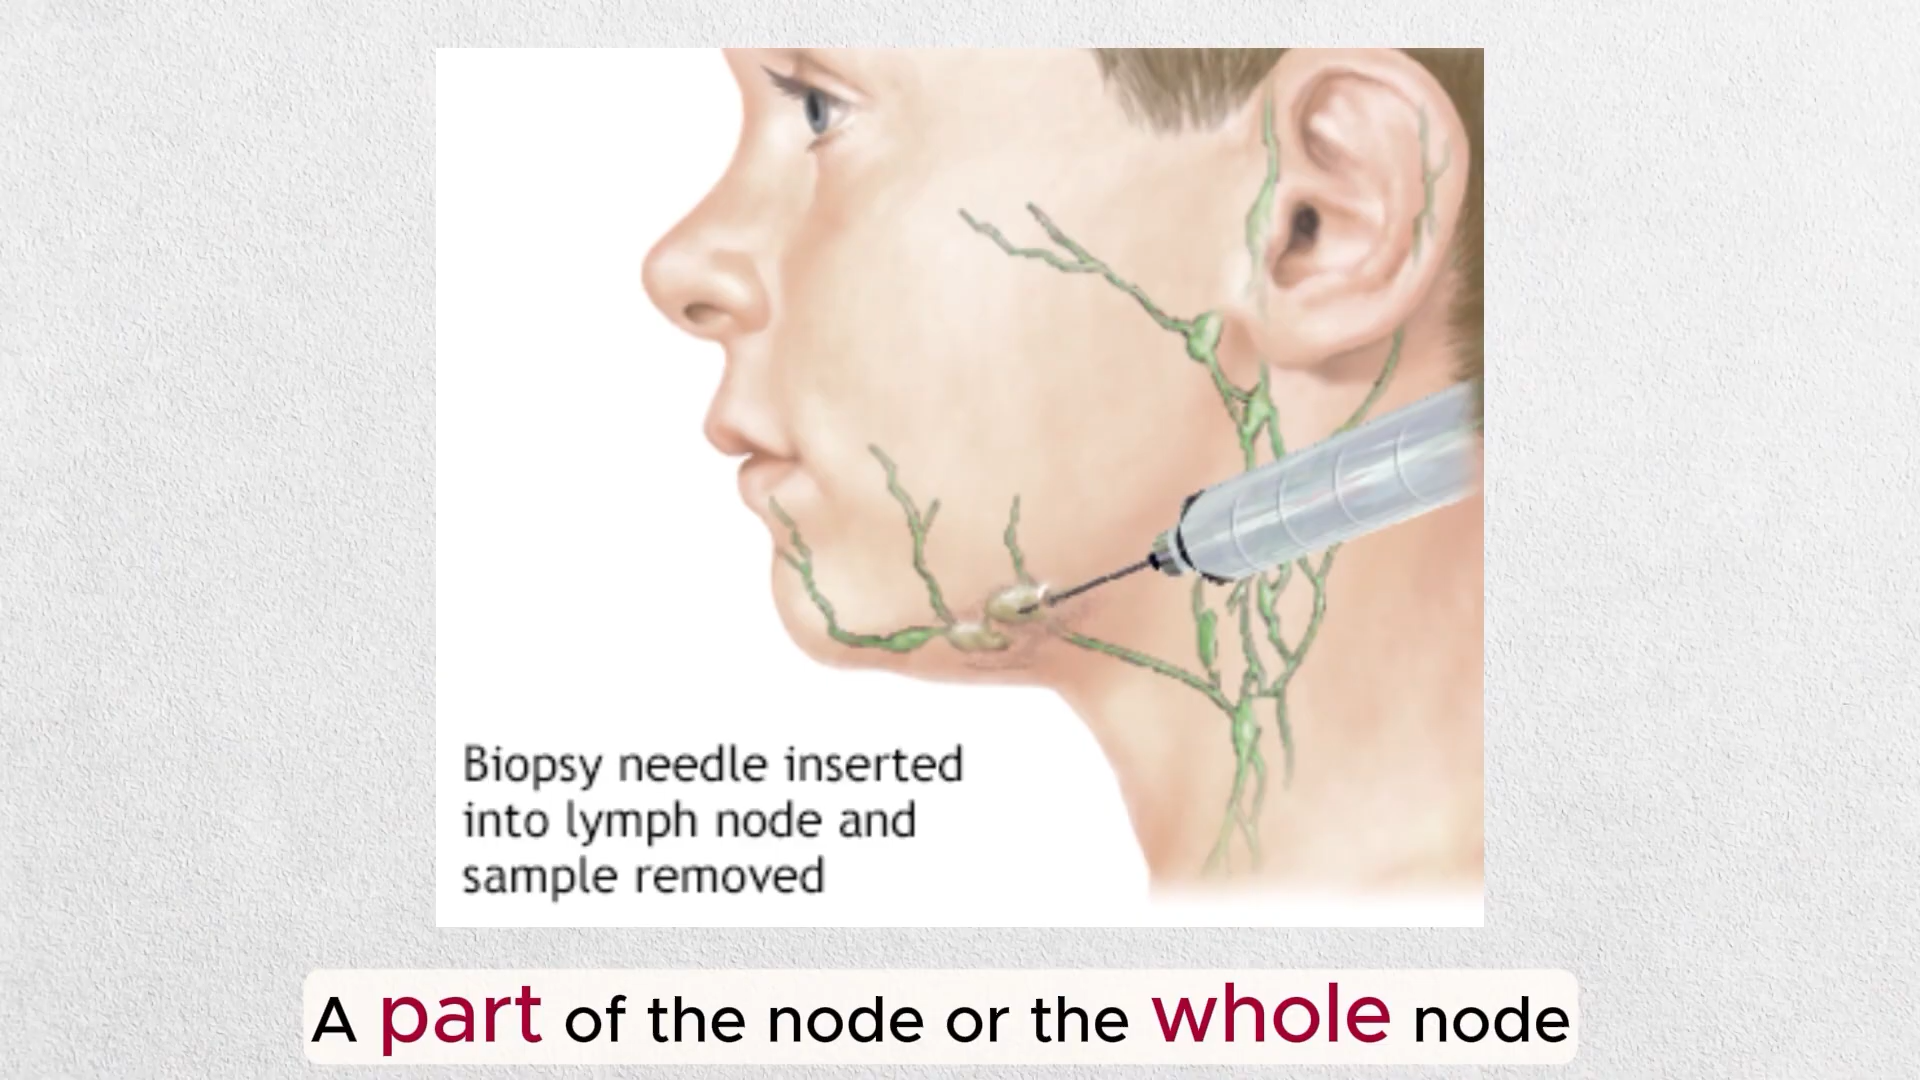 Biopsy needle inserted
into lymph node and
sample removed
A part of the node or the whole node